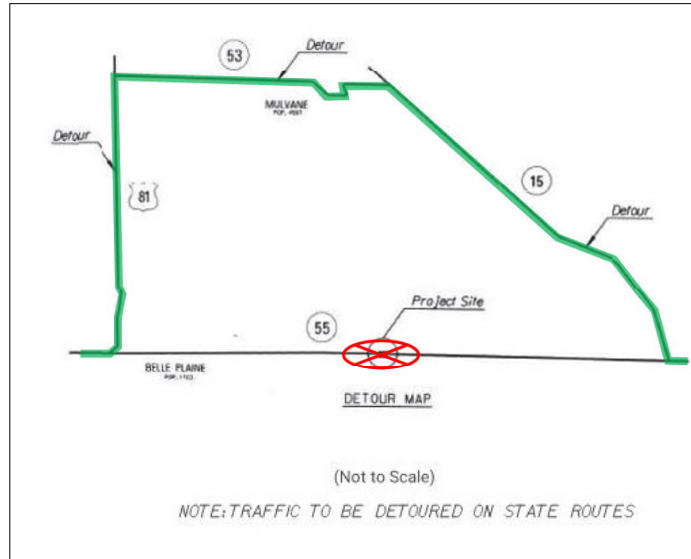 53
Detour
MULVANE
Detour
81
15
Detour
Project Site
55
BELLE PLAINE
DETOUR MAP
(Not to Scale)
NOTE:TRAFFIC TO BE DETOURED ON STATE ROUTES